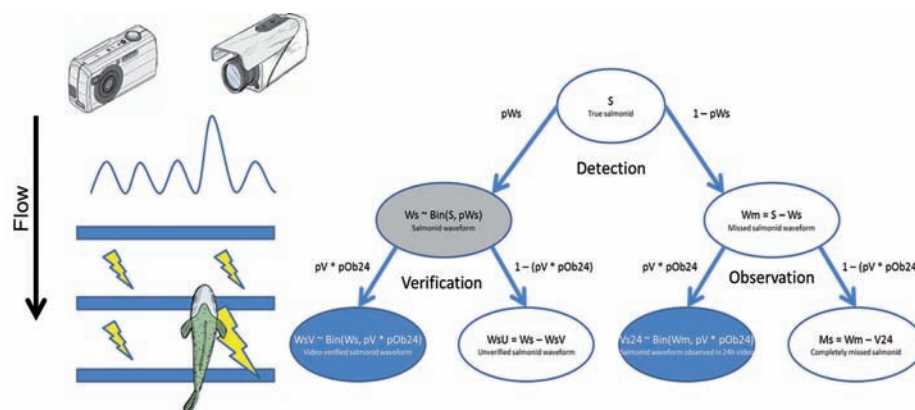 Flow
S
True salmonid
pWs
1 – pWs
Detection
Ws ~ Bin(S, pWs)
Salmonid waveform
Wm = S – Ws
Missed salmonid waveform
pV * pOb24
Verification
1 – (pV * pOb24)
pV * pOb24
Observation
1 – (pV * pOb24)
WsV ~ Bin(Ws, pV * pOb24)
Video-verified salmonid waveform
WsU = Ws – WsV
Unverified salmonid waveform
Vs24 ~ Bin(Wm, pV * pOb24)
Salmonid waveform observed in 24h video
Ms = Wm – V24
Completely missed salmonid